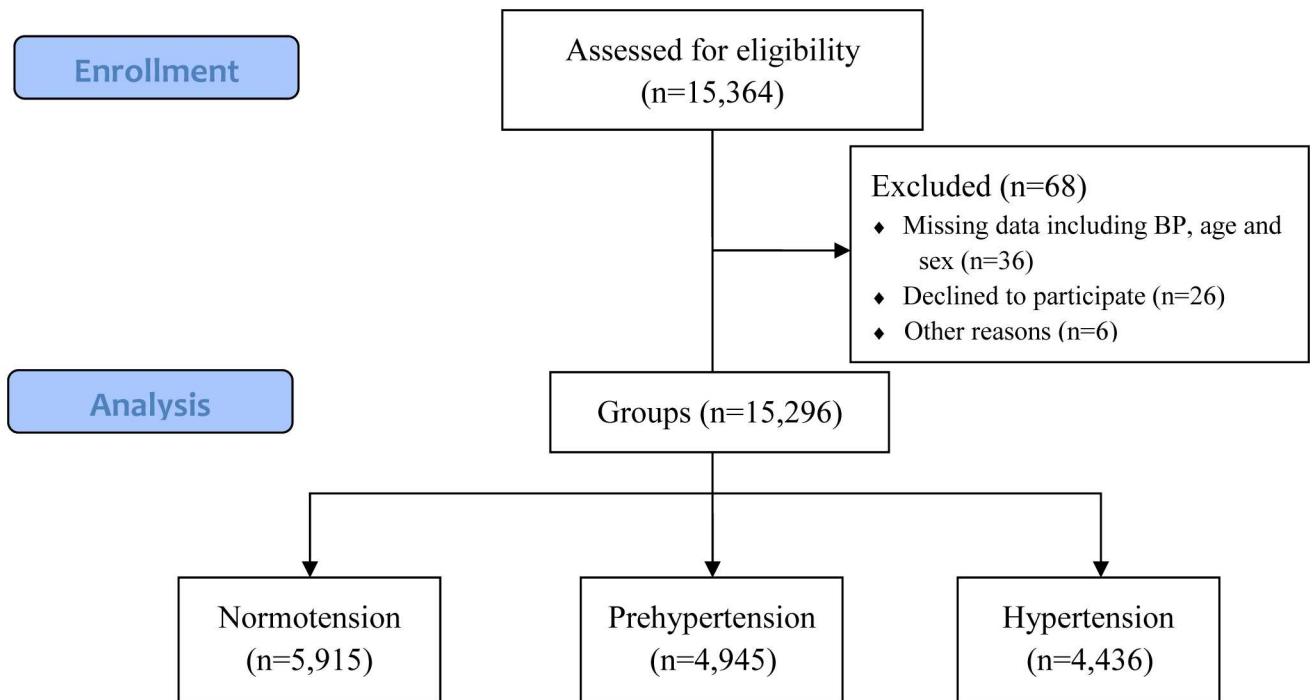 Enrollment
Assessed for eligibility
(n=15,364)
Excluded (n=68)
♦ Missing data including BP, age and
sex (n=36)
♦ Declined to participate (n=26)
♦ Other reasons (n=6)
Analysis
Groups (n=15,296)
Normotension
(n=5,915)
Prehypertension
(n=4,945)
Hypertension
(n=4,436)